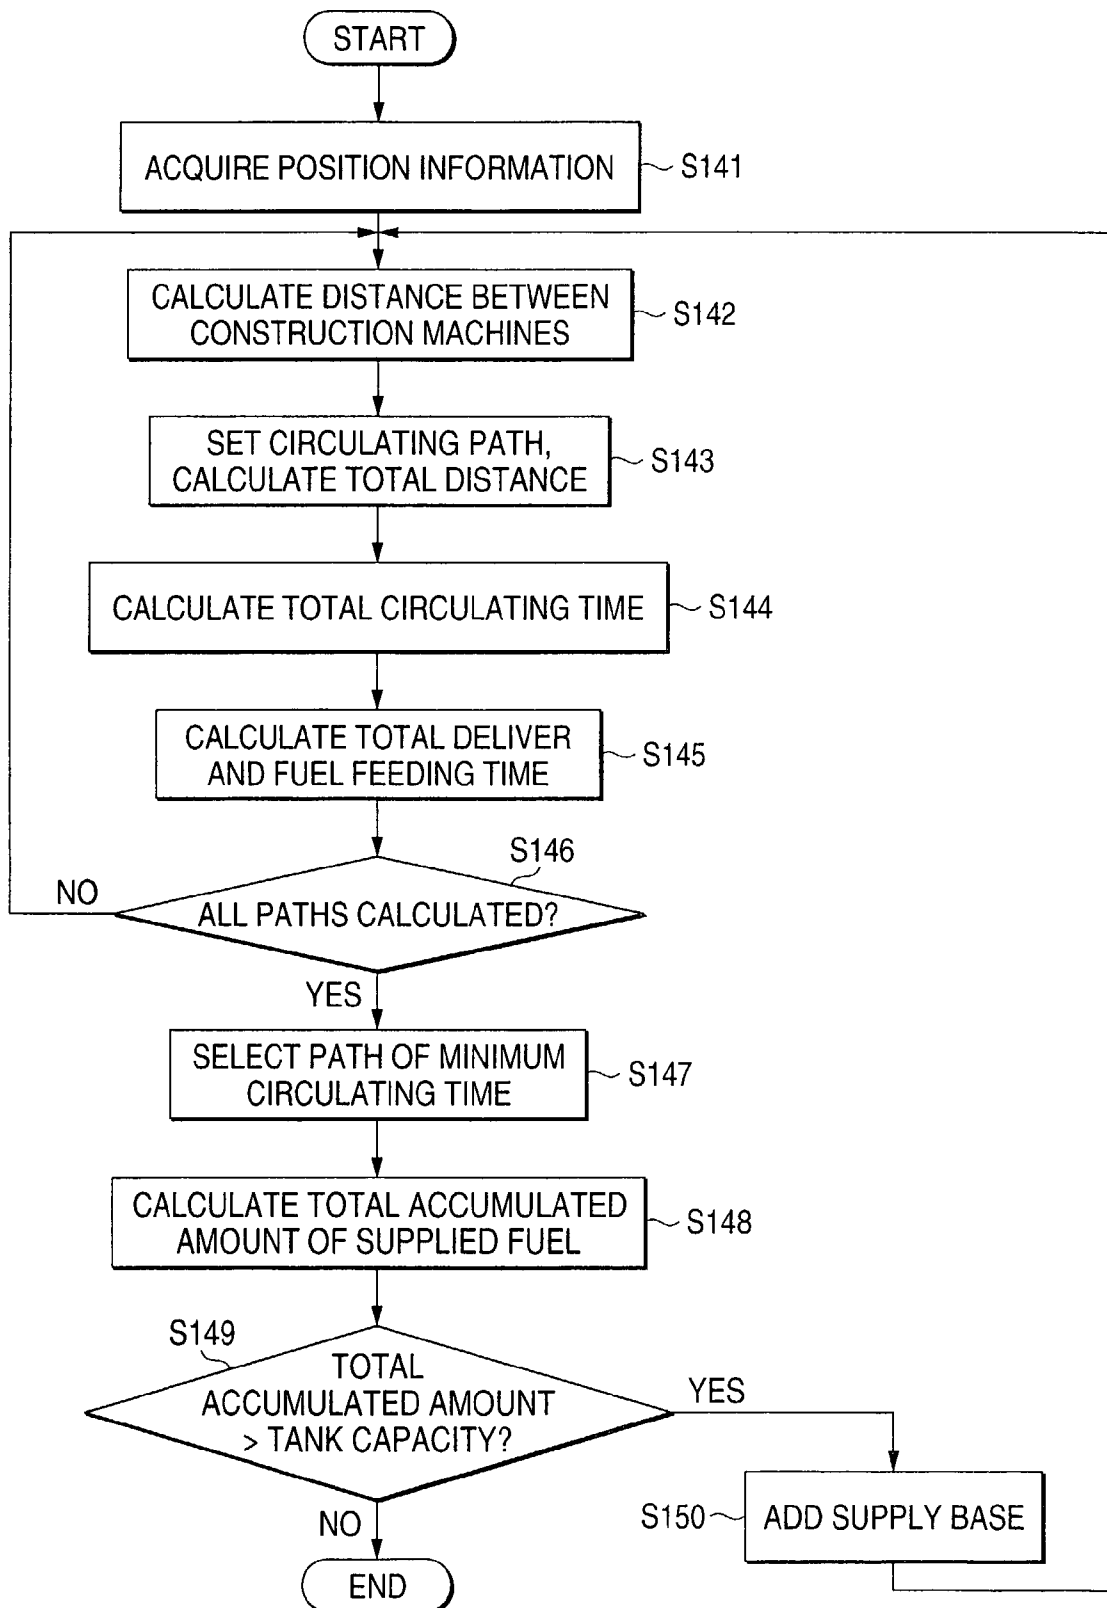 START
ACQUIRE POSITION INFORMATION
S141
CALCULATE DISTANCE BETWEEN
CONSTRUCTION MACHINES
S142
SET CIRCULATING PATH,
CALCULATE TOTAL DISTANCE
S143
CALCULATE TOTAL CIRCULATING TIME
S144
CALCULATE TOTAL DELIVER
AND FUEL FEEDING TIME
S145
S146
NO
ALL PATHS CALCULATED?
YES
SELECT PATH OF MINIMUM
CIRCULATING TIME
S147
CALCULATE TOTAL ACCUMULATED
AMOUNT OF SUPPLIED FUEL
S148
S149
TOTAL
ACCUMULATED AMOUNT
> TANK CAPACITY?
YES
NO
S150
ADD SUPPLY BASE
END